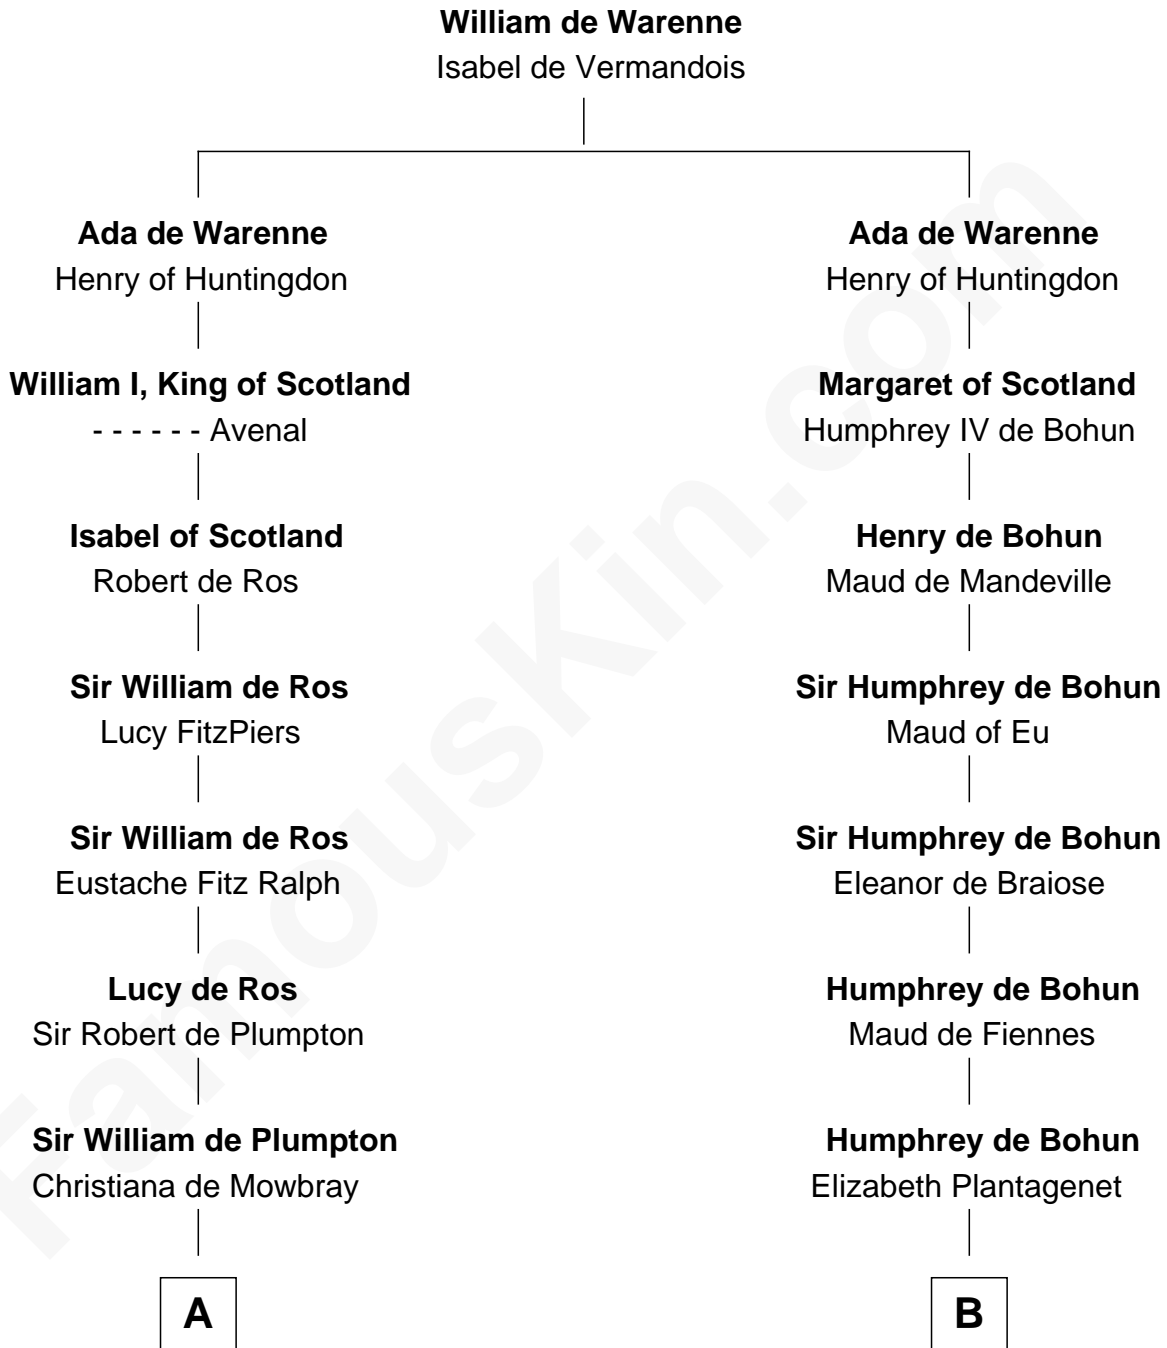 William de Warenne
Isabel de Vermandois
Ada de Warenne
Henry of Huntingdon
William I, King of Scotland
- - - - - - Avenal
Isabel of Scotland
Robert de Ros
Sir William de Ros
Lucy FitzPiers
Sir William de Ros
Eustache Fitz Ralph
Lucy de Ros
Sir Robert de Plumpton
Sir William de Plumpton
Christiana de Mowbray
A
Ada de Warenne
Henry of Huntingdon
Margaret of Scotland
Humphrey IV de Bohun
Henry de Bohun
Maud de Mandeville
Sir Humphrey de Bohun
Maud of Eu
Sir Humphrey de Bohun
Eleanor de Braiose
Humphrey de Bohun
Maud de Fiennes
Humphrey de Bohun
Elizabeth Plantagenet
B
FamousKin.com